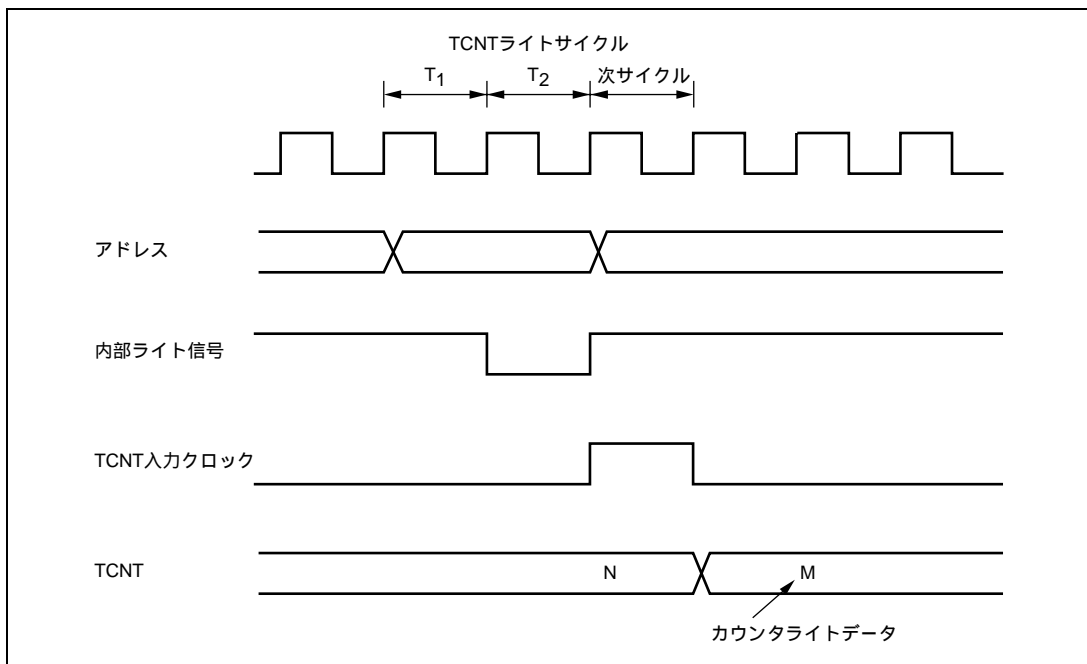 TCNTライトサイクル
T1 T2 次サイクル
アドレス
内部ライト信号
TCNT入力クロック
TCNT N M
カウンタライトデータ